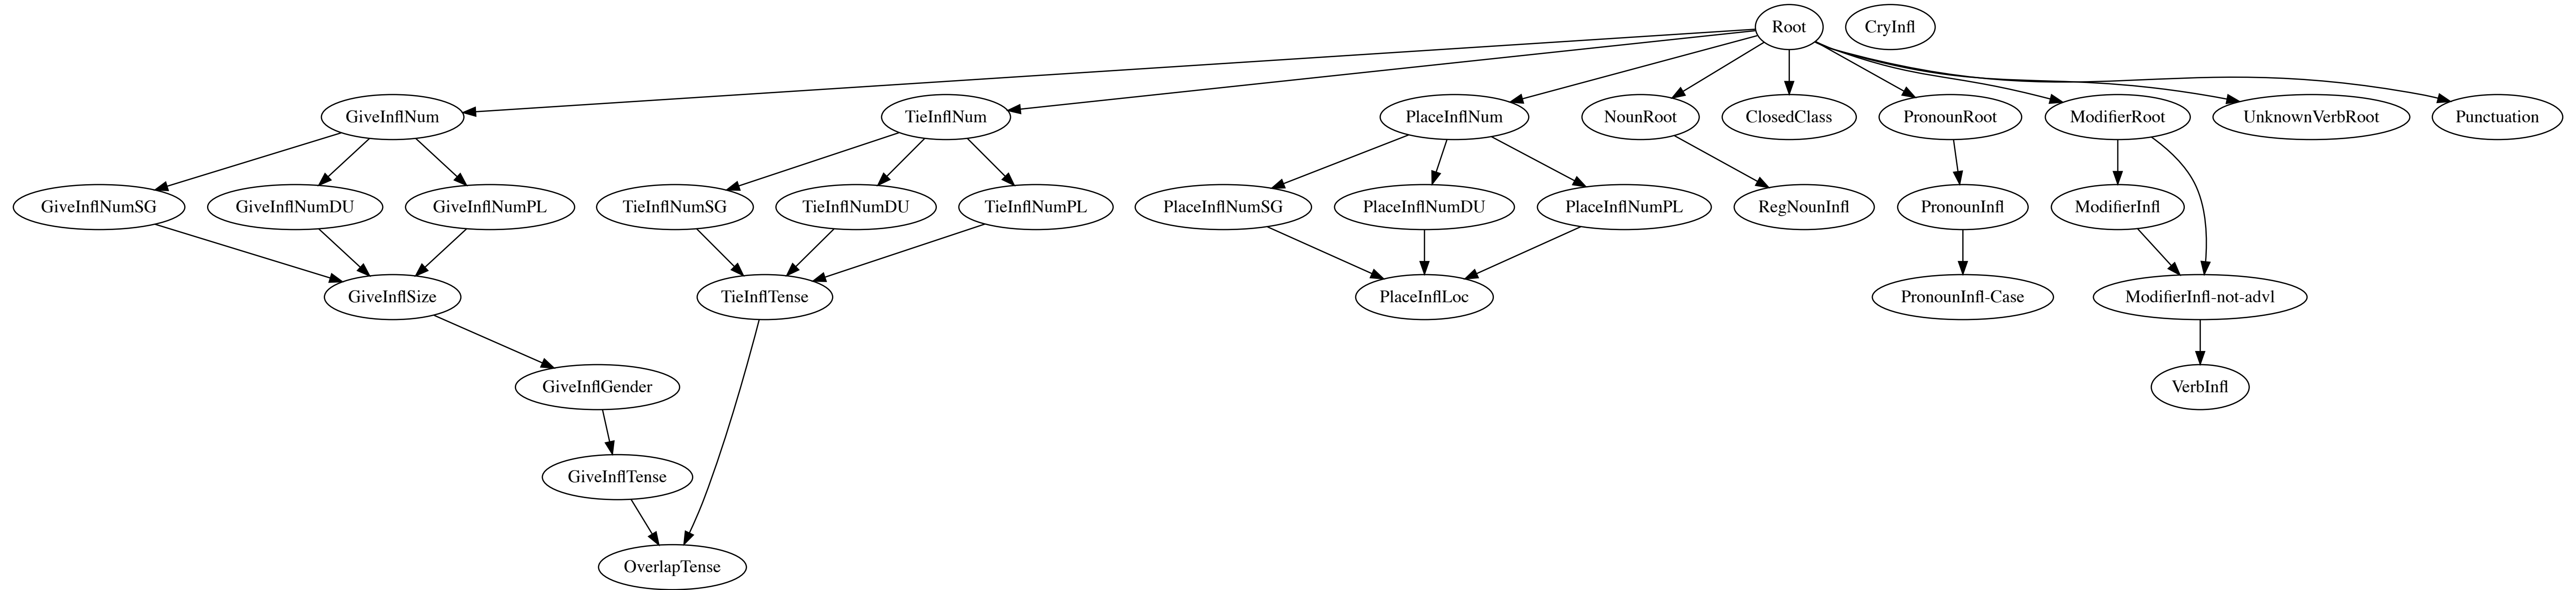 Root
CryInfl
GiveInflNum
TieInflNum
PlaceInflNum
NounRoot
ClosedClass
PronounRoot
ModifierRoot
UnknownVerbRoot
Punctuation
GiveInflNumSG
GiveInflNumDU
GiveInflNumPL
TieInflNumSG
TieInflNumDU
TieInflNumPL
PlaceInflNumSG
PlaceInflNumDU
PlaceInflNumPL
RegNounInfl
PronounInfl
ModifierInfl
GiveInflSize
TieInflTense
PlaceInflLoc
PronounInfl-Case
ModifierInfl-not-advl
GiveInflGender
VerbInfl
GiveInflTense
OverlapTense